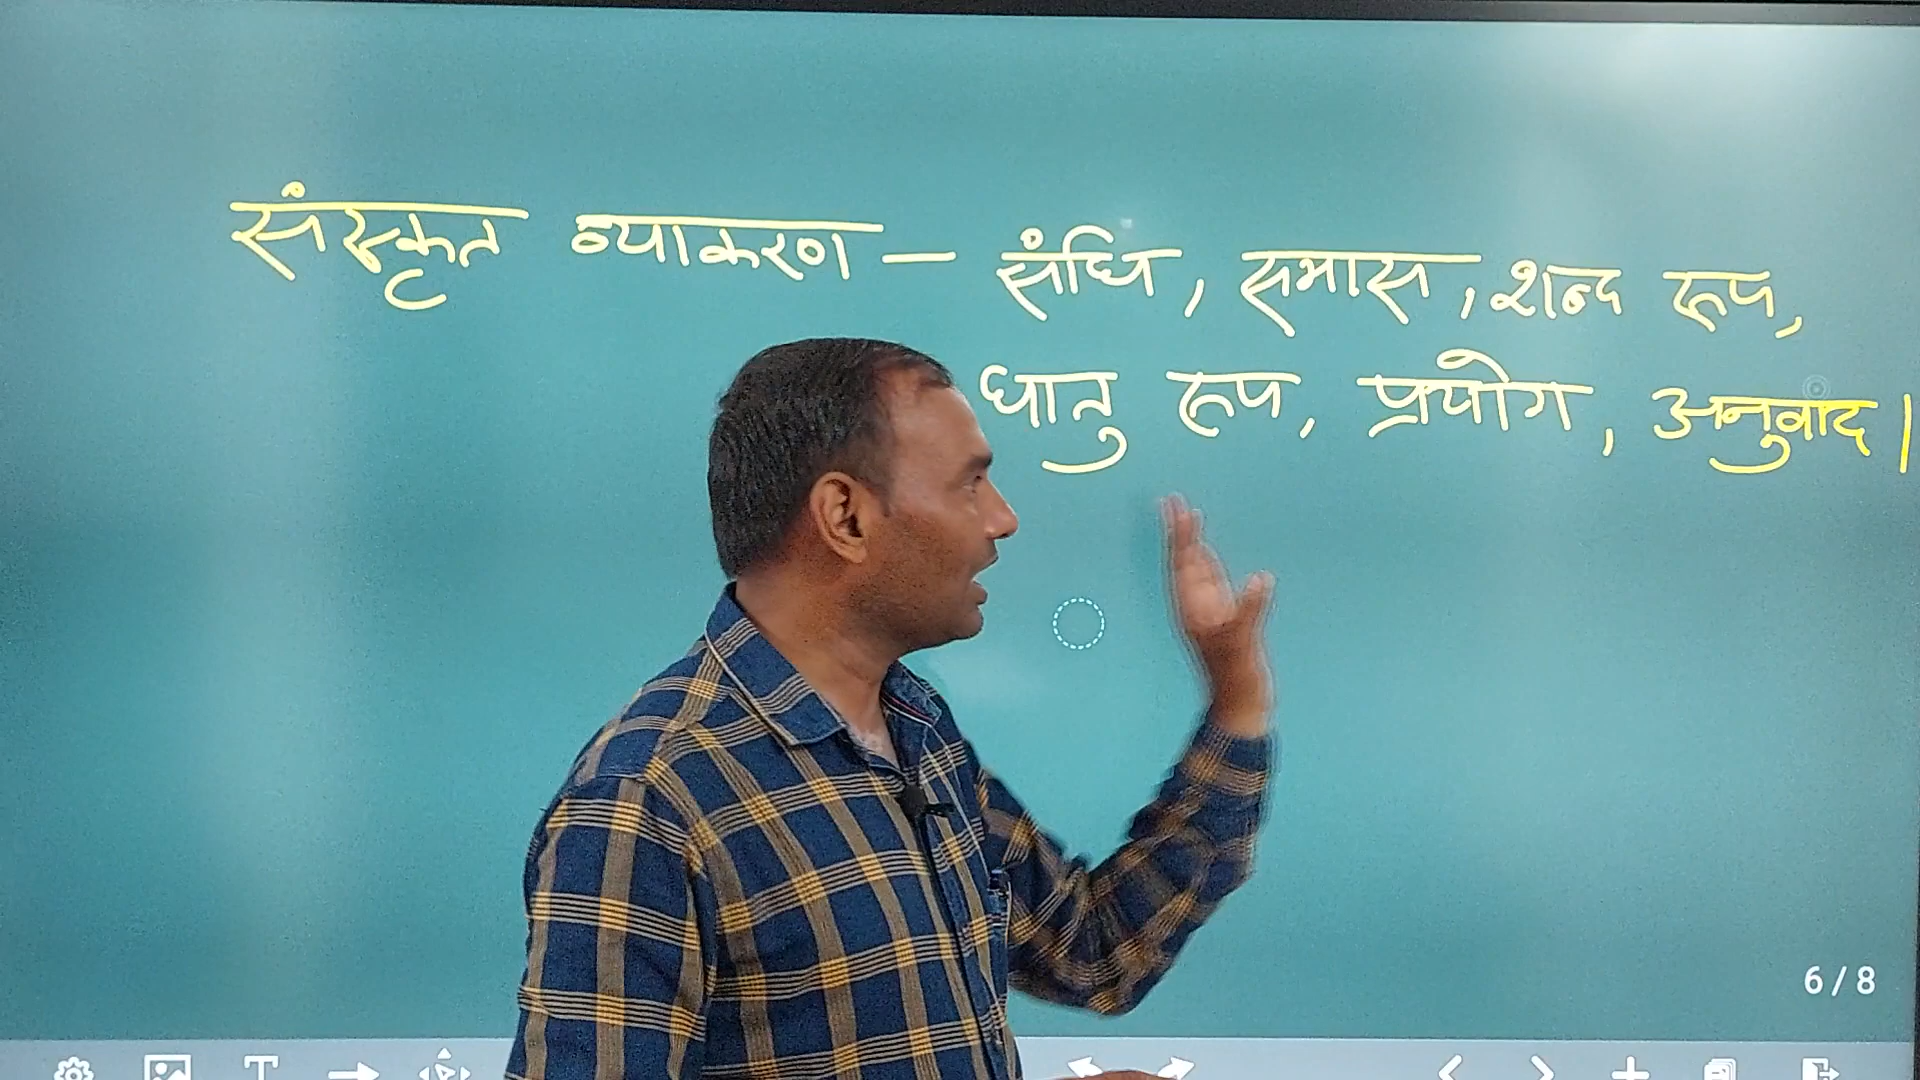 संस्कृत व्याकरण – संधि, समास, शब्द रूप,
धातु रूप, प्रयोग, अनुवाद।
6/8